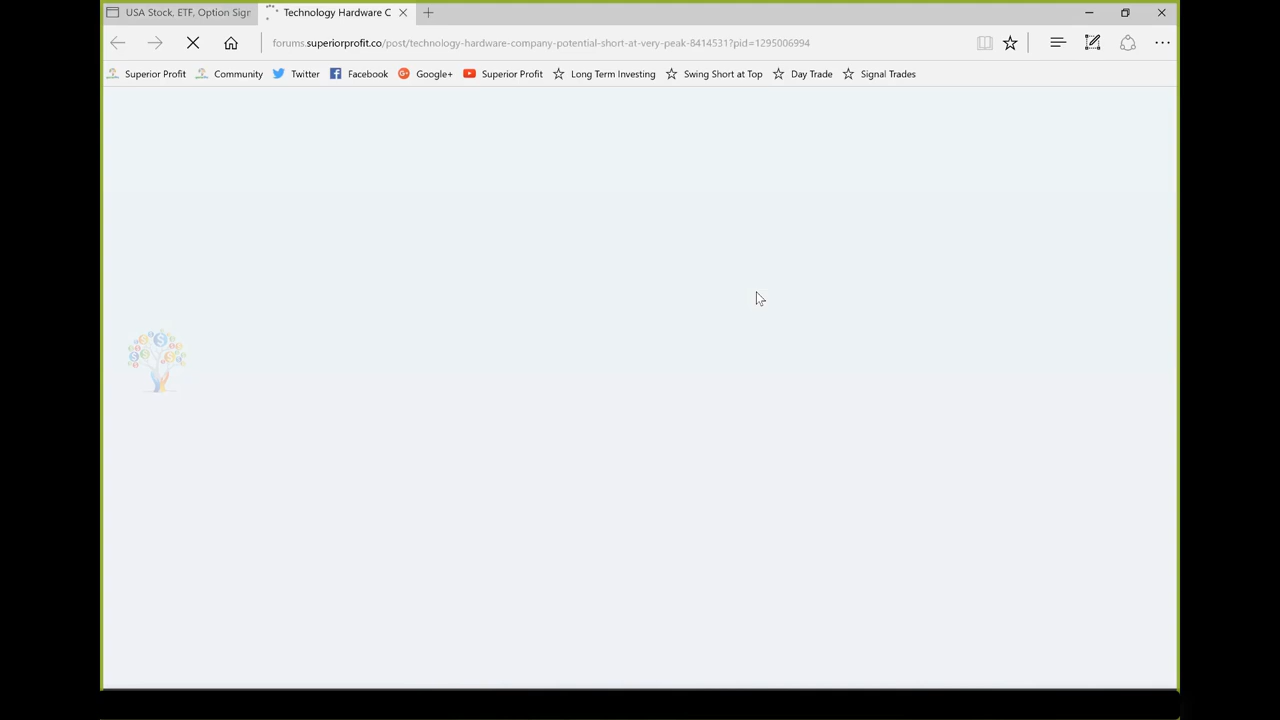 USA Stock, ETF, Option Sigr
Technology Hardware C
forums.superiorprofit.co/post/technology-hardware-company-potential-short-at-very-peak-8414531?pid=1295006994
Superior Profit Community Twitter Facebook Google+ Superior Profit Long Term Investing Swing Short at Top Day Trade Signal Trades